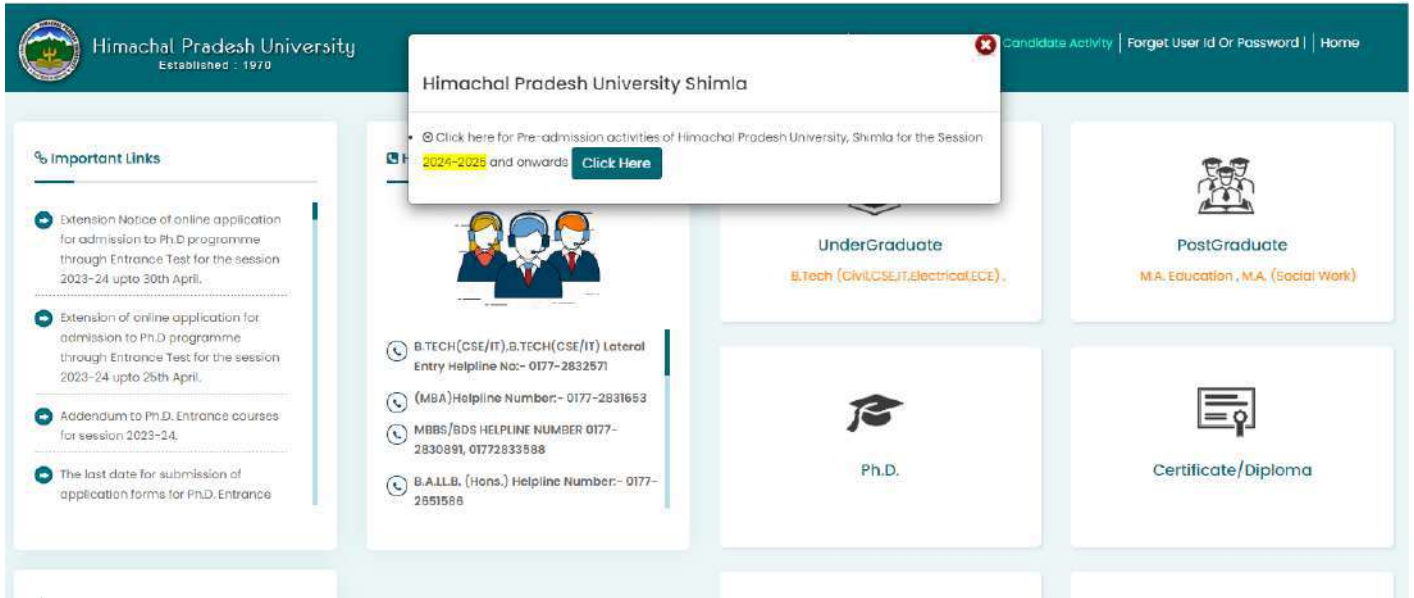 Himachal Pradesh University
Established : 1970
Candidate Activity | Forget User Id Or Password | | Home
Himachal Pradesh University Shimla
Click here for Pre-admission activities of Himachal Pradesh University, Shimla for the Session
2024-2025 and onwards Click Here
Important Links
Extension Notice of online application
for admission to Ph.D programme
through Entrance Test for the session
2023-24 upto 30th April.
Extension of online application for
admission to Ph.D programme
through Entrance Test for the session
2023-24 upto 25th April.
Addendum to Ph.D. Entrance courses
for session 2023-24.
The last date for submission of
application forms for Ph.D. Entrance
H
B.TECH(CSE/IT),B.TECH(CSE/IT) Lateral
Entry Helpline No:- 0177-2832571
(MBA)Helpline Number:- 0177-2831653
MBBS/BDS HELPLINE NUMBER 0177-
2830891, 01772833588
B.A.LL.B. (Hons.) Helpline Number:- 0177-
2651586
UnderGraduate
B.Tech (Civil,CSE,IT,Electrical,ECE) ,
PostGraduate
M.A. Education , M.A. (Social Work)
Ph.D.
Certificate/Diploma